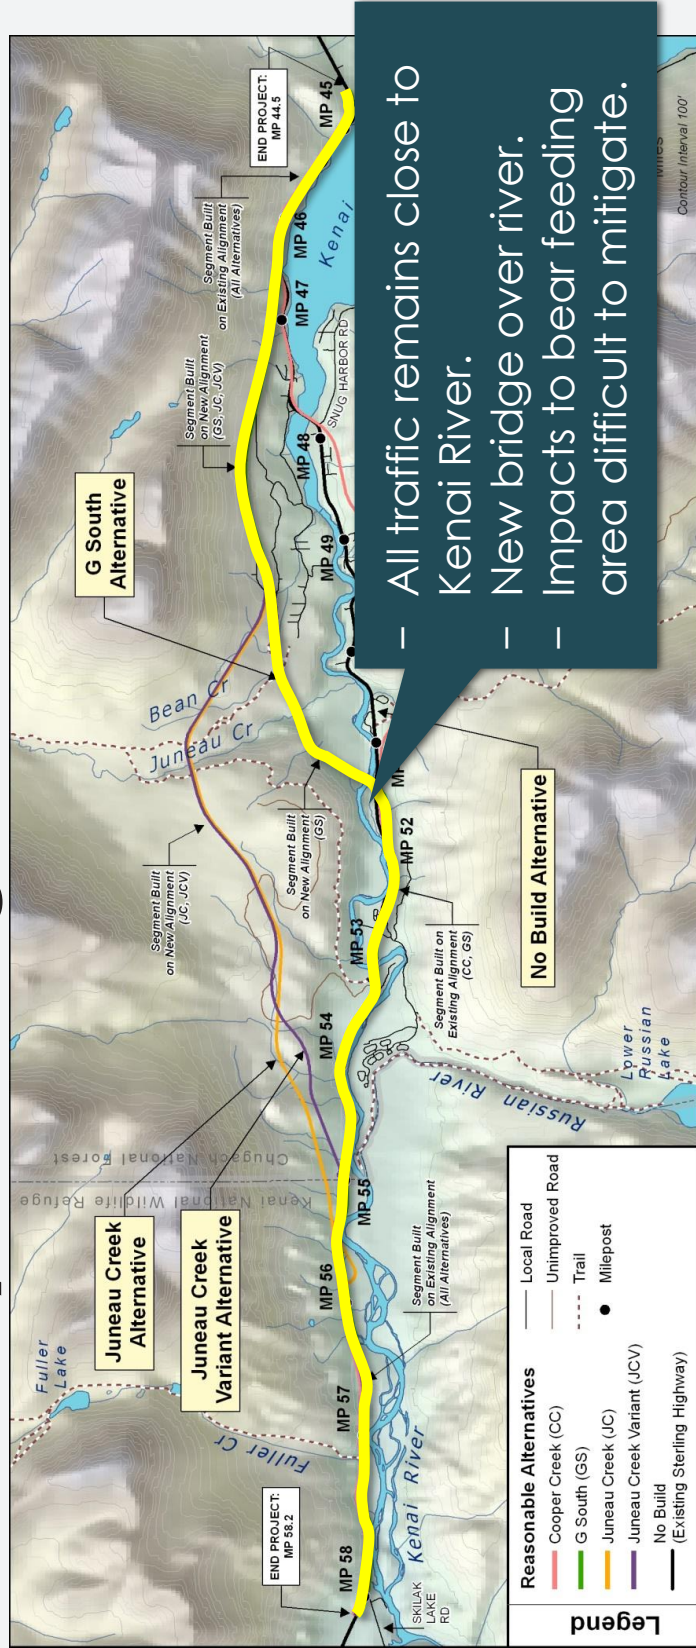 – All traffic remains close to
Kenai River.
– New bridge over river.
– Impacts to bear feeding
area difficult to mitigate.
END PROJECT:
MP 58.2
Fuller
Lake
Fuller Cr
Juneau Creek
Alternative
Juneau Creek
Variant Alternative
Kenai National Wildlife Refuge
Chugach National Forest
Segment Built
on New Alignment
(JC, JCV)
Juneau Cr
Bean Cr
G South
Alternative
Segment Built
on New Alignment
(GS, JC, JCV)
Segment Built
on Existing Alignment
(All Alternatives)
END PROJECT:
MP 44.5
Segment Built
on New Alignment
(GS)
MP 58
MP 57
MP 56
MP 55
MP 54
MP 53
MP 52
MP 49
MP 48
MP 47
MP 46
MP 45
SKILAK
LAKE
RD
Kenai River
Segment Built
on Existing Alignment
(All Alternatives)
Russian River
Lower
Russian
Lake
Segment Built on
Existing Alignment
(CC, GS)
No Build Alternative
SNUG HARBOR RD
Kenai
Miles
Contour Interval 100'
Legend
Reasonable Alternatives
Cooper Creek (CC)
G South (GS)
Juneau Creek (JC)
Juneau Creek Variant (JCV)
No Build
(Existing Sterling Highway)
Local Road
Unimproved Road
Trail
Milepost